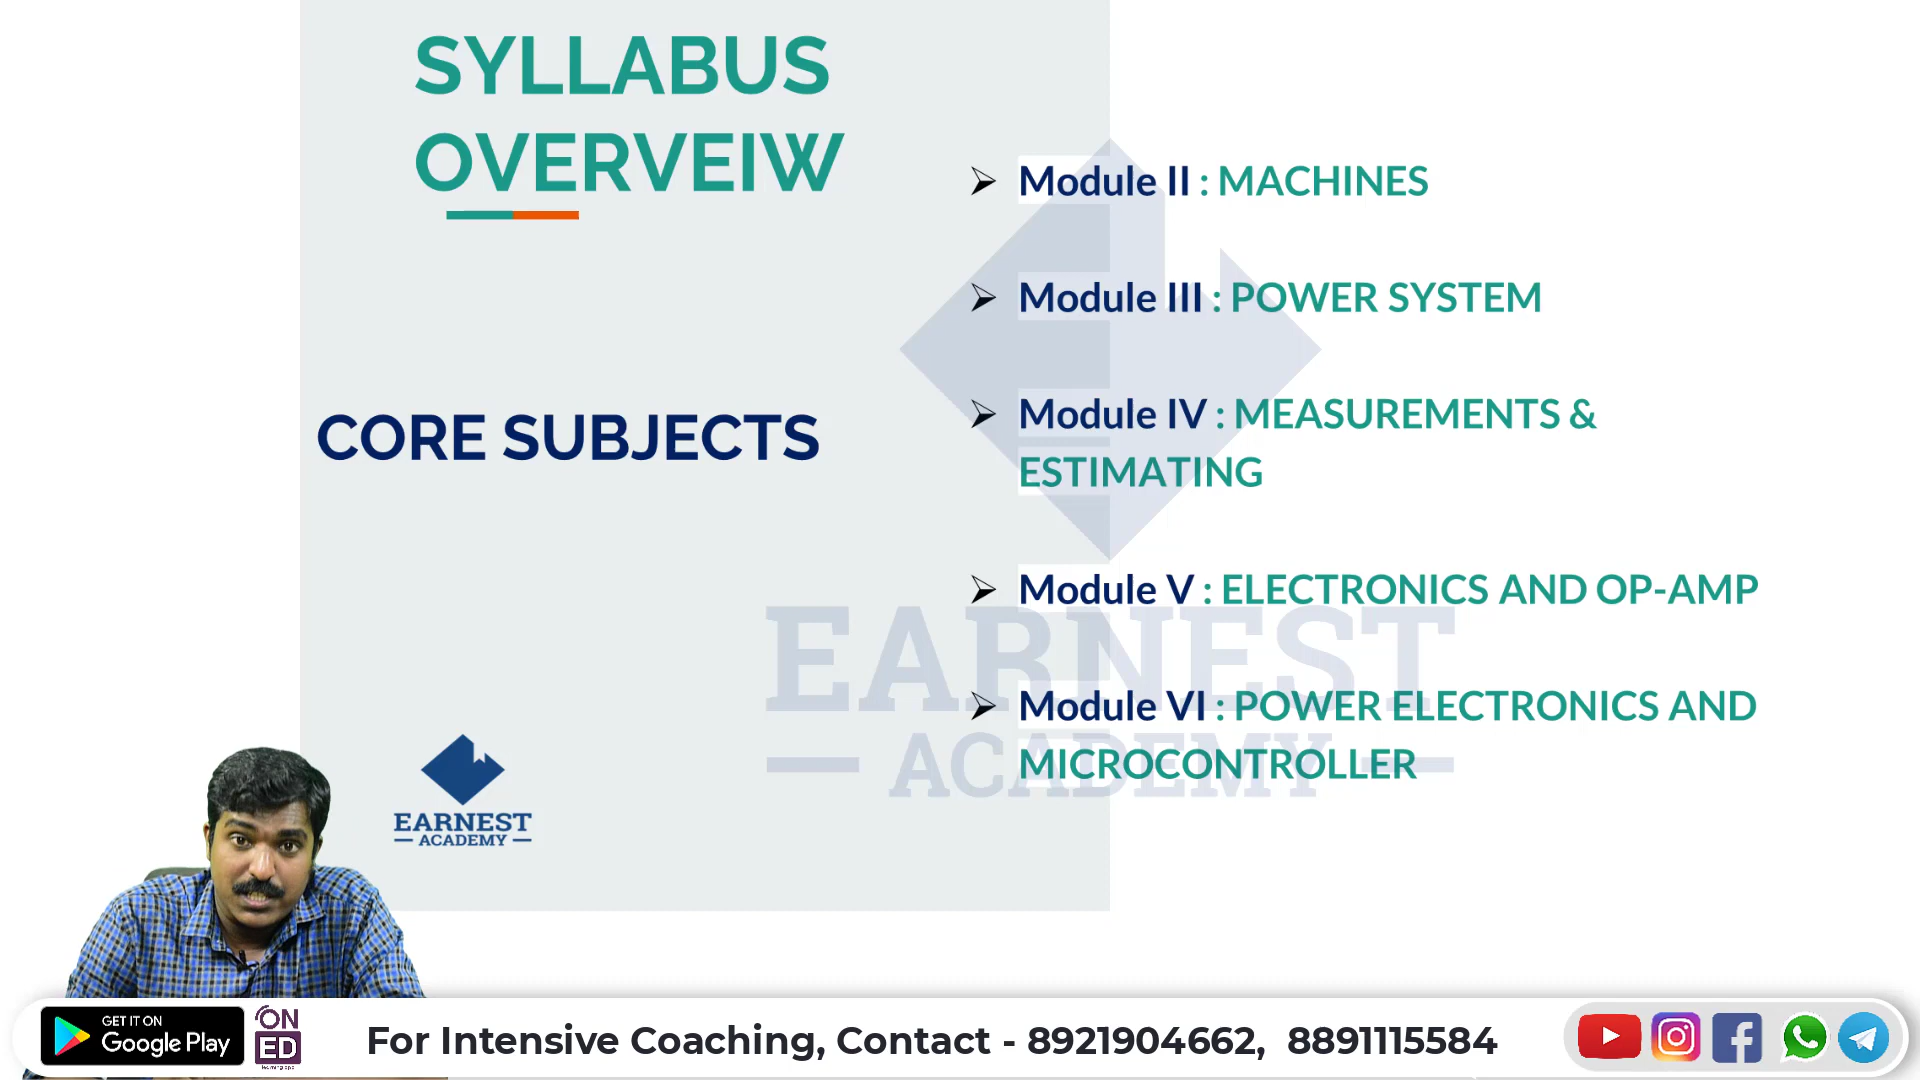 SYLLABUS
OVERVEIW
CORE SUBJECTS
Module II : MACHINES
Module III : POWER SYSTEM
Module IV : MEASUREMENTS &
ESTIMATING
Module V : ELECTRONICS AND OP-AMP
Module VI : POWER ELECTRONICS AND
MICROCONTROLLER
EARNEST
ACADEMY
EARNEST
ACADEMY
GET IT ON
Google Play
ON
ED
learning app
For Intensive Coaching, Contact - 8921904662, 8891115584